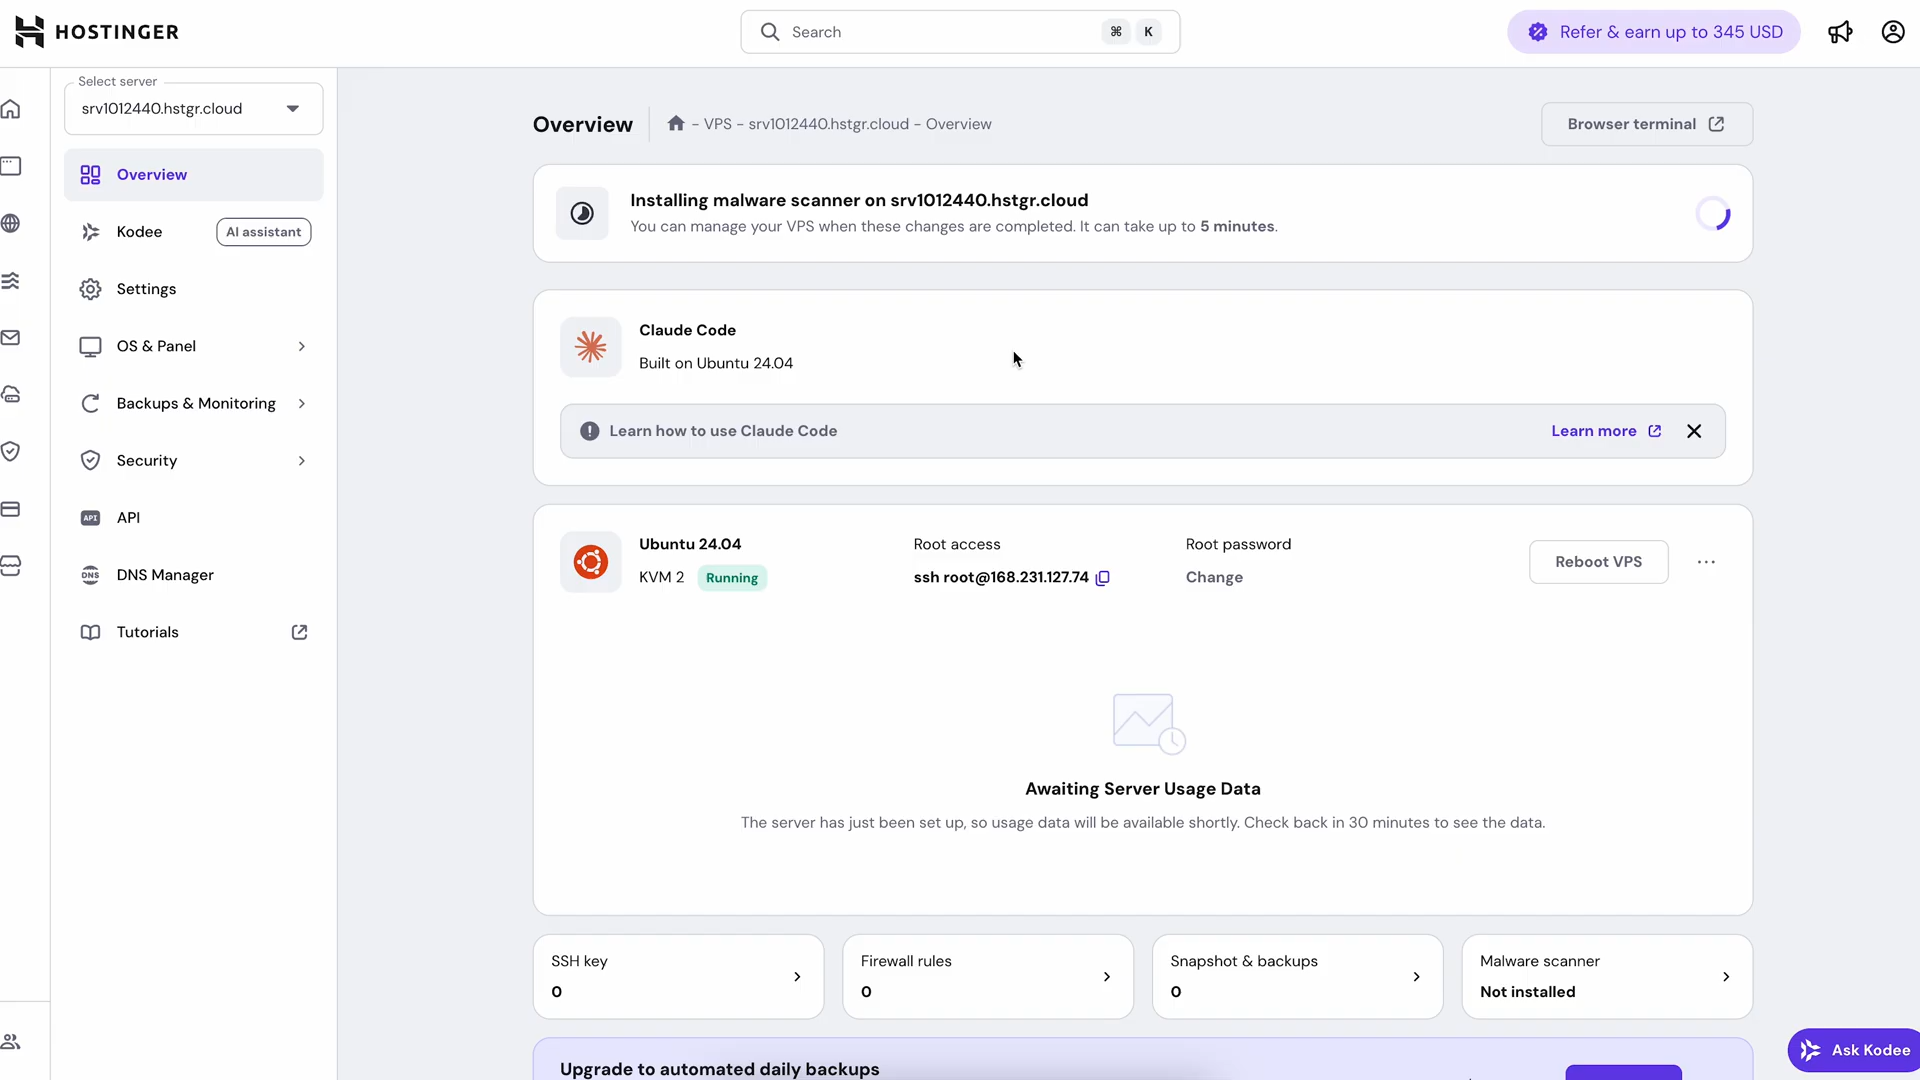 HOSTINGER
Search
⌘ K
Refer & earn up to 345 USD
Select server
srv1012440.hstgr.cloud
Overview
Kodee
AI assistant
Settings
OS & Panel
Backups & Monitoring
Security
API
API
DNS
DNS Manager
Tutorials
Overview
– VPS – srv1012440.hstgr.cloud – Overview
Browser terminal
Installing malware scanner on srv1012440.hstgr.cloud
You can manage your VPS when these changes are completed. It can take up to 5 minutes.
Claude Code
Built on Ubuntu 24.04
Learn how to use Claude Code
Learn more
Ubuntu 24.04
KVM 2
Running
Root access
ssh root@168.231.127.74
Root password
Change
Reboot VPS
Awaiting Server Usage Data
The server has just been set up, so usage data will be available shortly. Check back in 30 minutes to see the data.
SSH key
0
Firewall rules
0
Snapshot & backups
0
Malware scanner
Not installed
Upgrade to automated daily backups
Ask Kodee